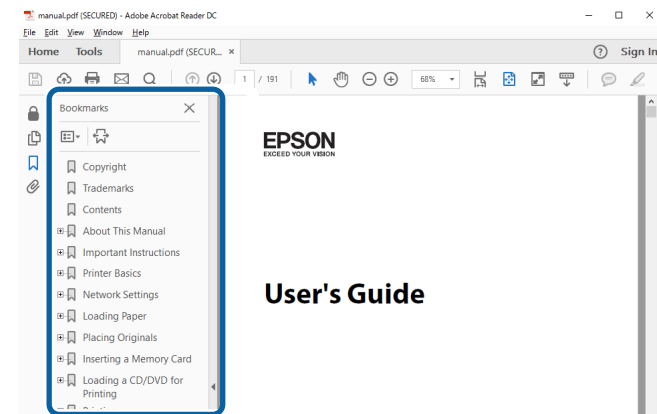 manual.pdf (SECURED) - Adobe Acrobat Reader DC
File Edit View Window Help
Home Tools manual.pdf (SECUR... × ? Sign In
1 / 191 68%
Bookmarks
EPSON
EXCEED YOUR VISION
Copyright
Trademarks
Contents
About This Manual
Important Instructions
Printer Basics
Network Settings
User's Guide
Loading Paper
Placing Originals
Inserting a Memory Card
Loading a CD/DVD for
Printing